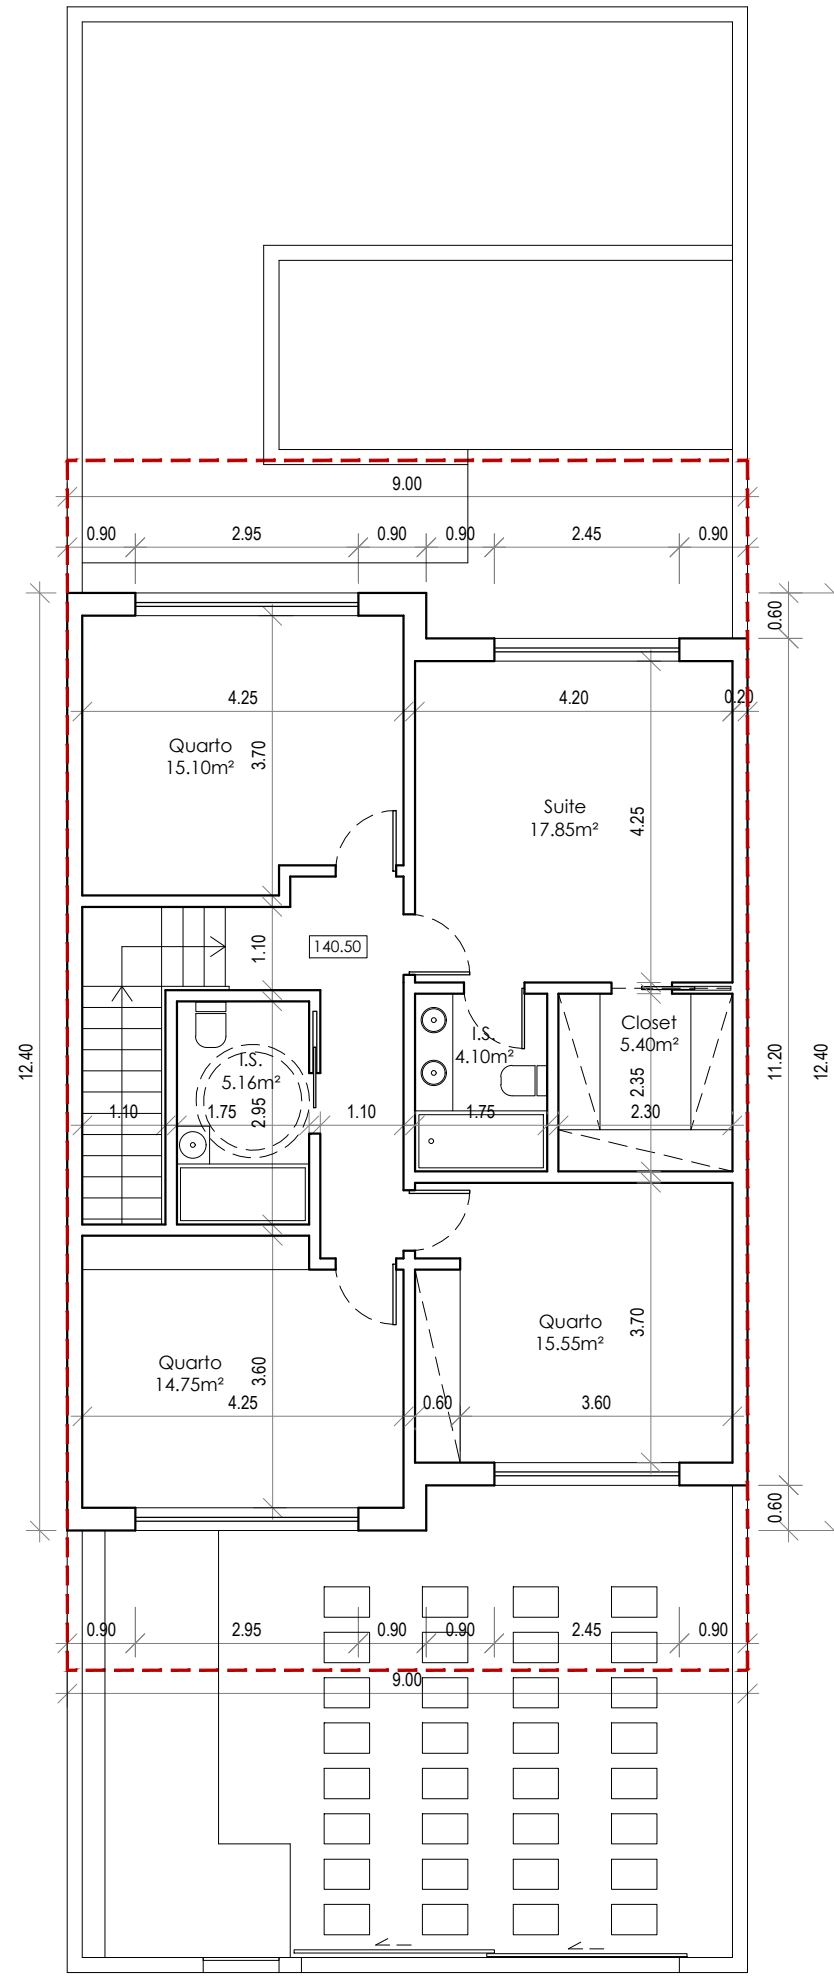 9.00
0.90
2.95
0.90
0.90
2.45
0.90
0.60
4.25
4.20
0.20
Quarto
15.10m²
3.70
Suite
17.85m²
4.25
140.50
1.10
12.40
I.S.
5.16m²
2.95
I.S.
4.10m²
Closet
5.40m²
2.35
11.20
12.40
1.10
1.75
1.10
1.75
2.30
Quarto
15.55m²
3.70
Quarto
14.75m²
3.60
4.25
0.60
3.60
0.60
0.90
2.95
0.90
0.90
2.45
0.90
9.00